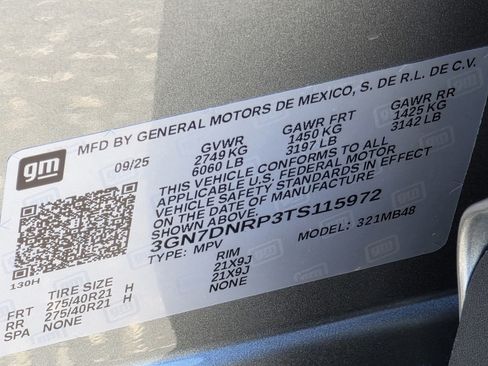 gm
MFD BY GENERAL MOTORS DE MEXICO, S. DE R.L. DE C.V.
09/25
GVWR GAWR FRT GAWR RR
2749 KG 1450 KG 1425 KG
6060 LB 3197 LB 3142 LB
THIS VEHICLE CONFORMS TO ALL
APPLICABLE U.S. FEDERAL MOTOR
VEHICLE SAFETY STANDARDS IN EFFECT
ON THE DATE OF MANUFACTURE
SHOWN ABOVE.
3GN7DNRP3TS115972
TYPE: MPV MODEL: 321MB48
130H
TIRE SIZE RIM
FRT 275/40R21 H 21X9J
RR 275/40R21 H 21X9J
SPA NONE NONE